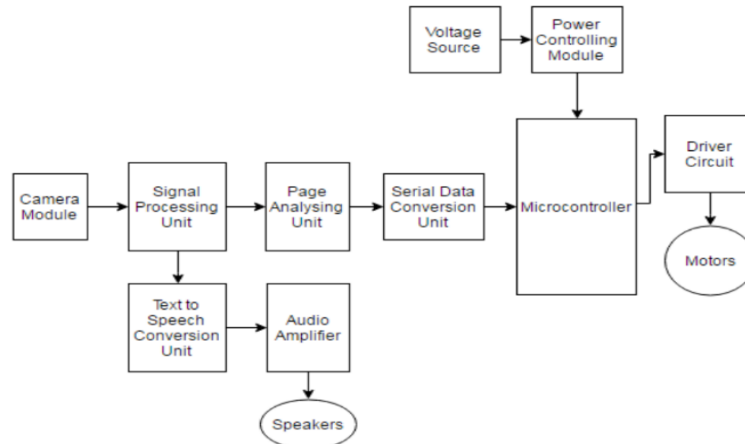 Voltage
Source
Power
Controlling
Module
Camera
Module
Signal
Processing
Unit
Page
Analysing
Unit
Serial Data
Conversion
Unit
Microcontroller
Driver
Circuit
Motors
Text to
Speech
Conversion
Unit
Audio
Amplifier
Speakers